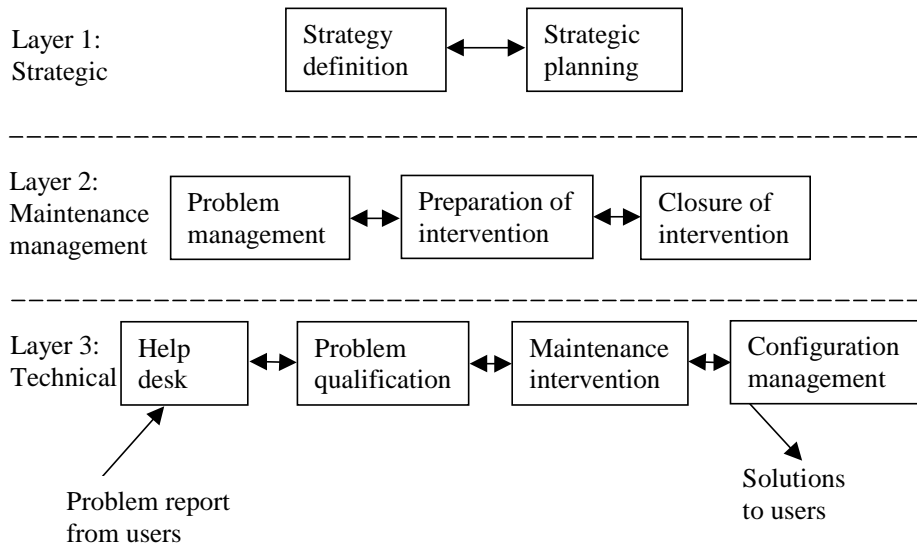 Layer 1:
Strategic
Strategy
definition
Strategic
planning
Layer 2:
Maintenance
management
Problem
management
Preparation of
intervention
Closure of
intervention
Layer 3:
Technical
Help
desk
Problem
qualification
Maintenance
intervention
Configuration
management
Problem report
from users
Solutions
to users